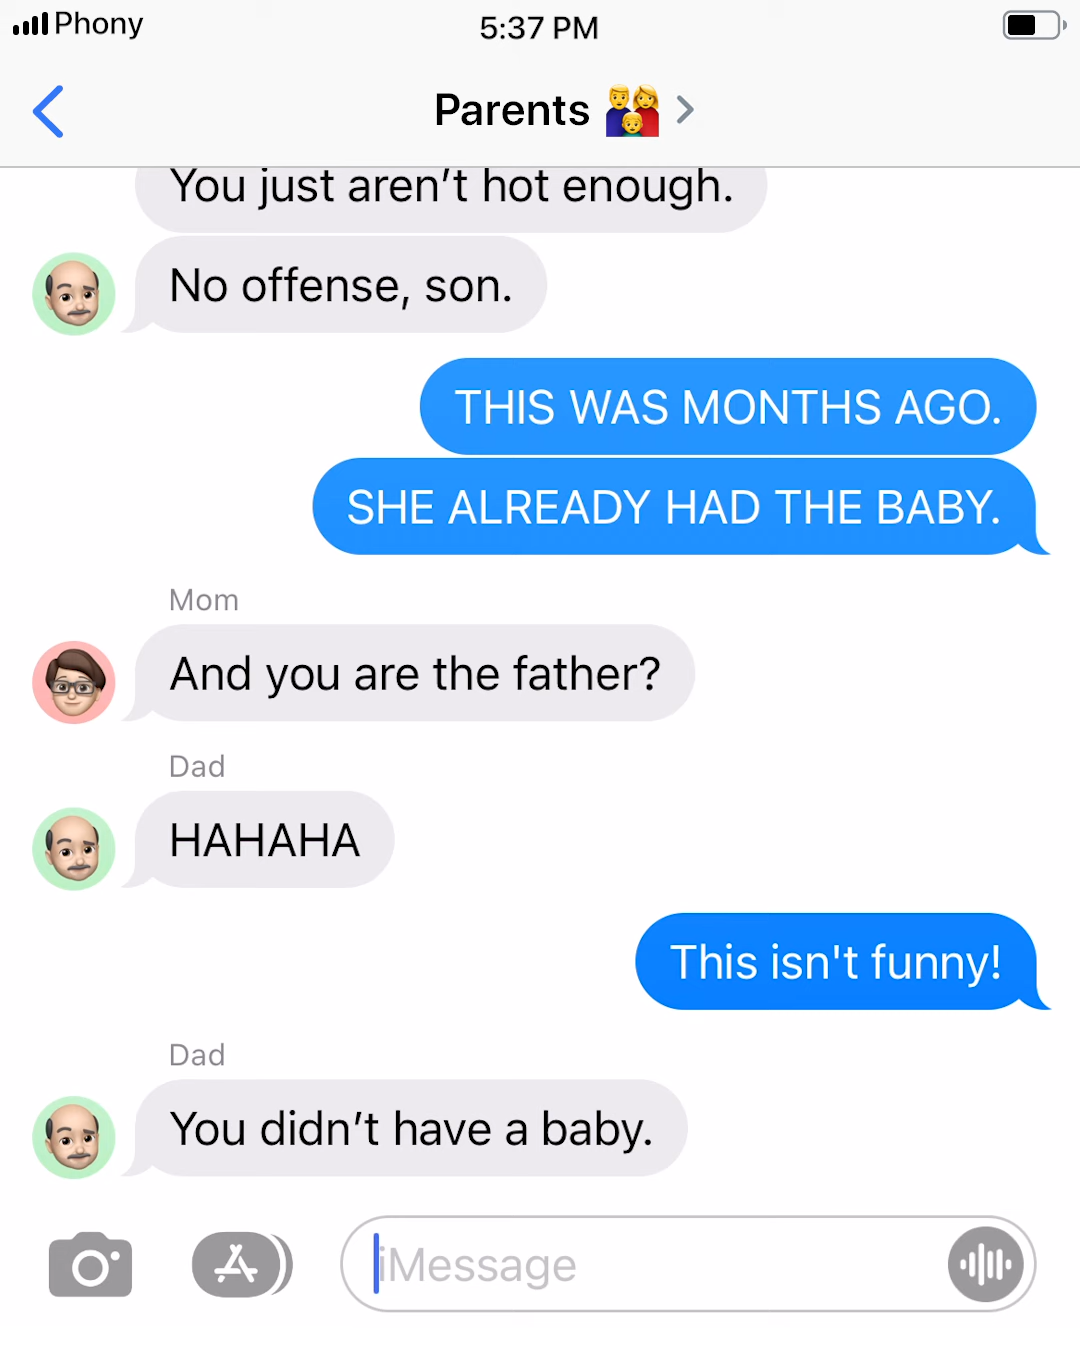 Phony
5:37 PM
Parents
You just aren’t hot enough.
No offense, son.
THIS WAS MONTHS AGO.
SHE ALREADY HAD THE BABY.
Mom
And you are the father?
Dad
HAHAHA
This isn't funny!
Dad
You didn’t have a baby.
iMessage